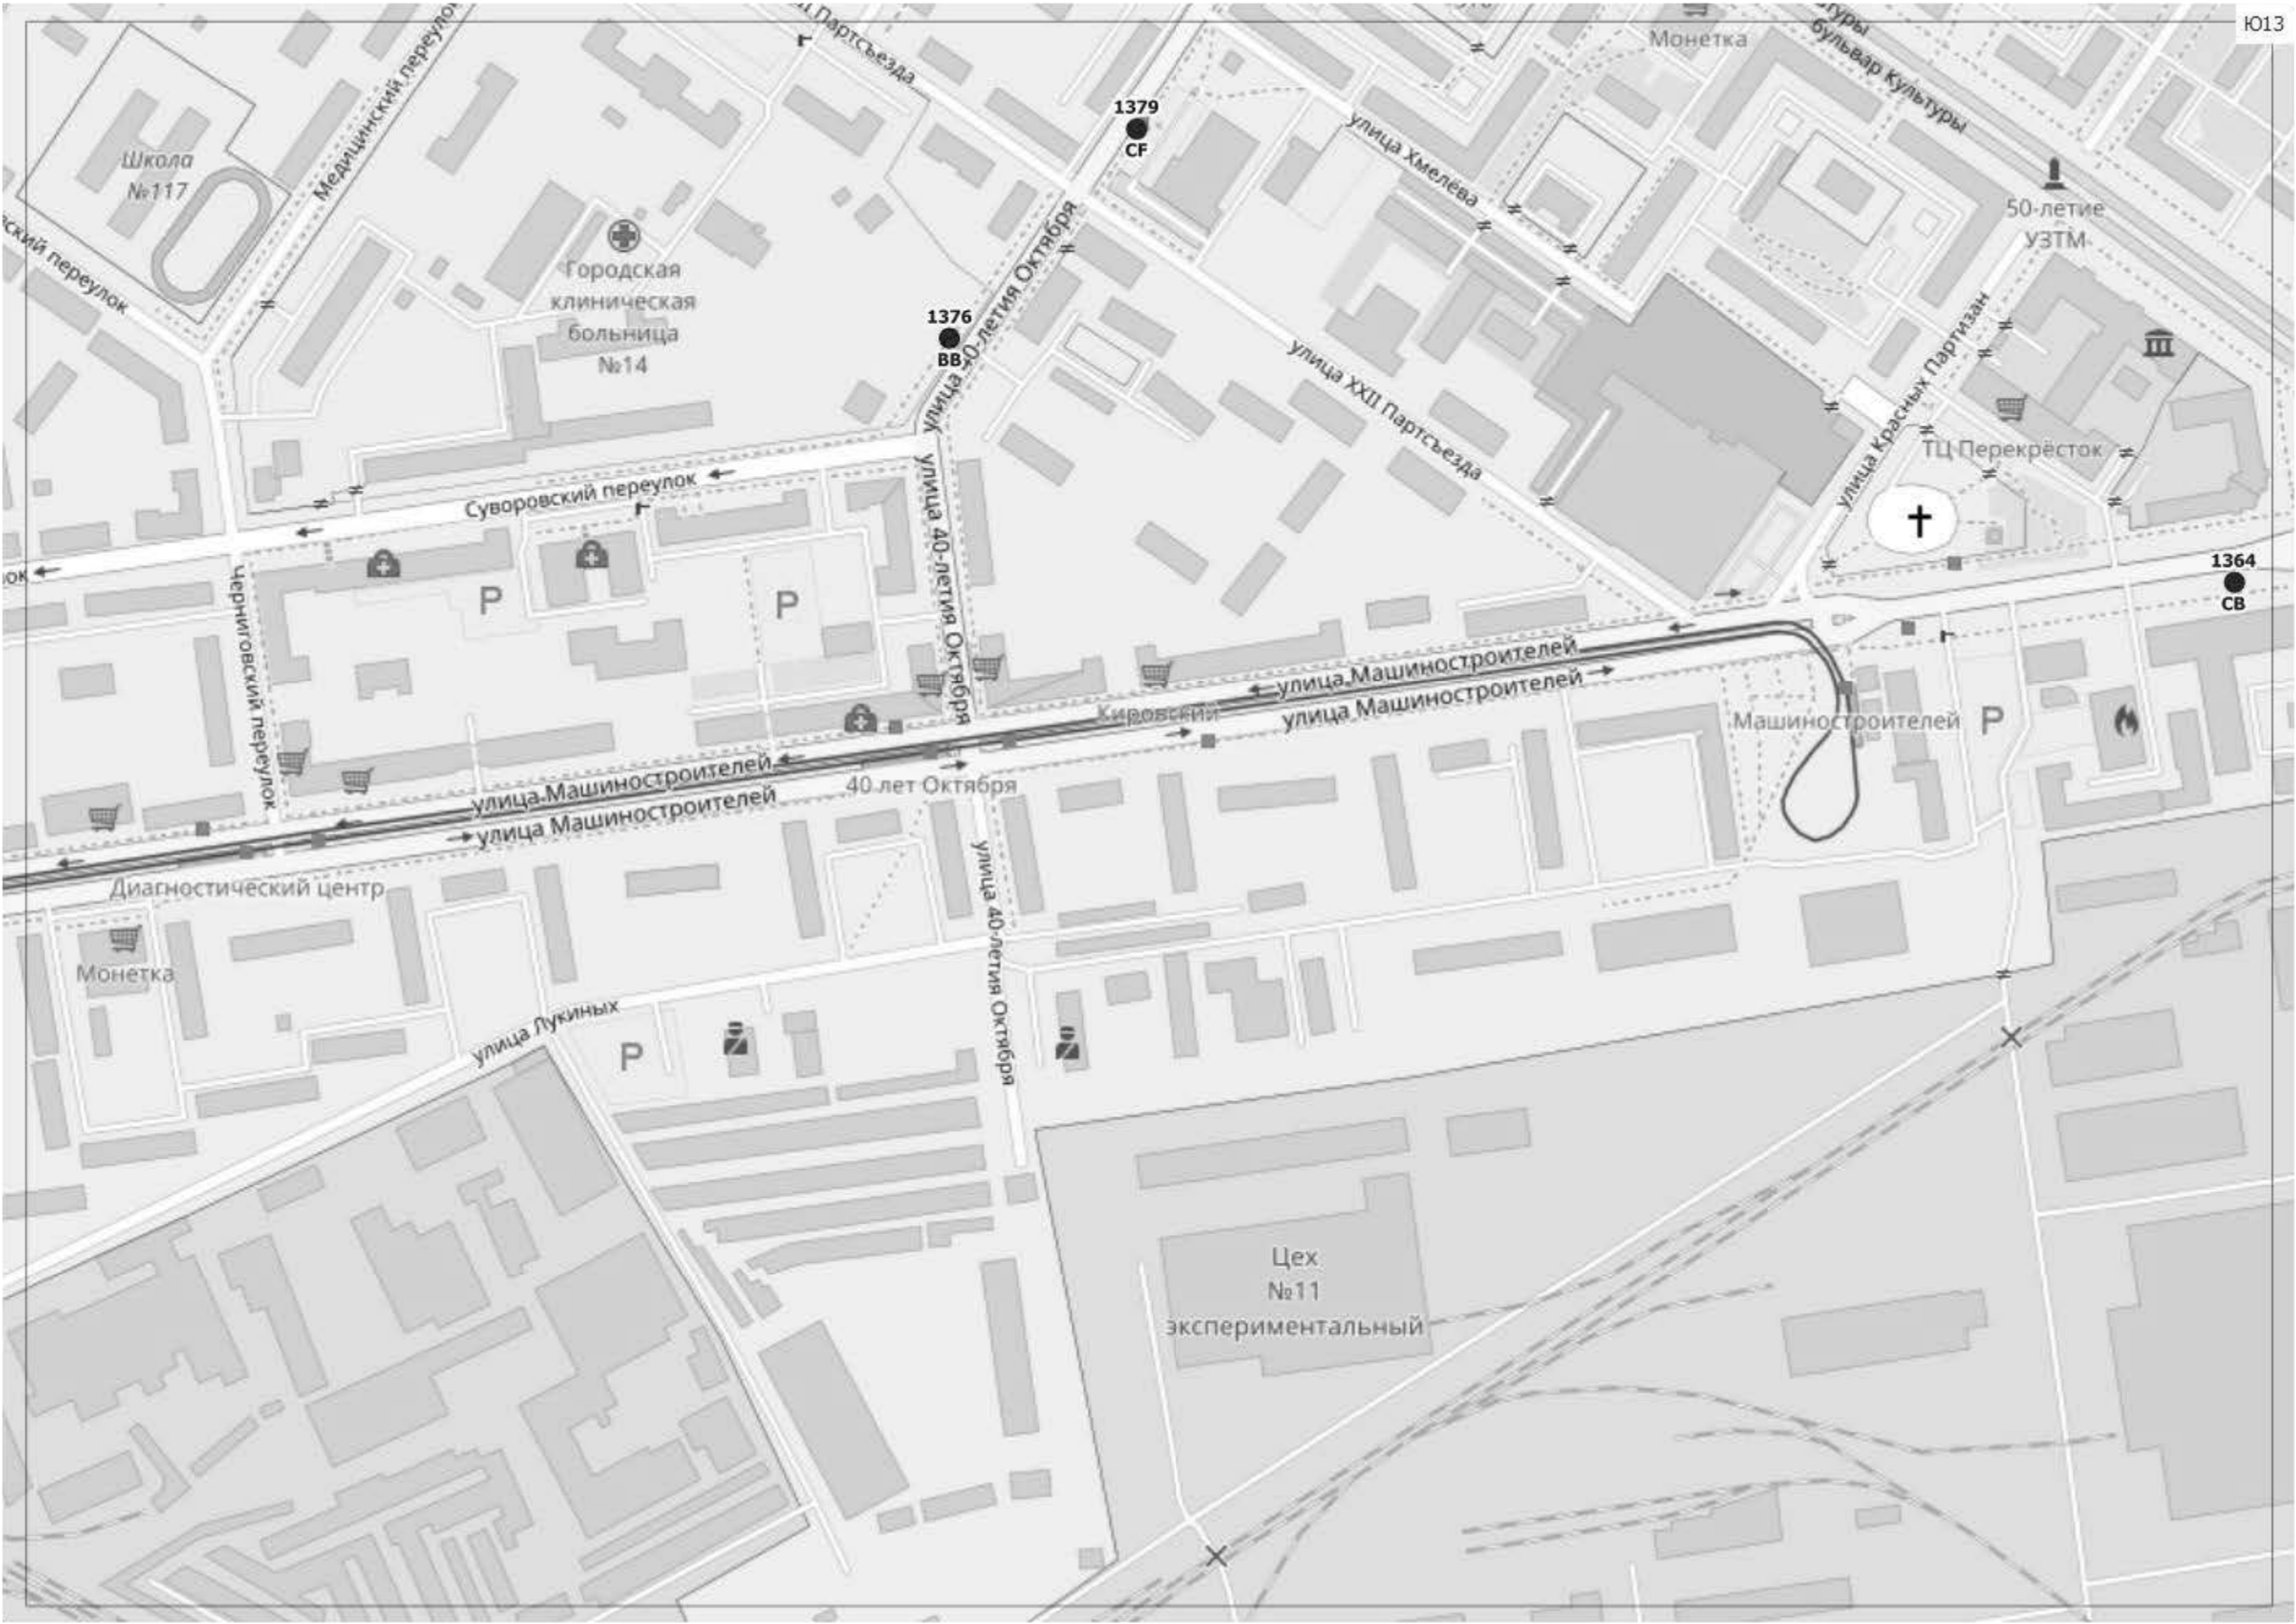 Ю13
XXII Партсъезда
бульвар Культуры
Монетка
Медицинский переулок
1379
CF
улица Хмелёва
Школа
№117
50-летие
УЗТМ
Городская
клиническая
больница
№14
1376
BB
улица 40-летия Октября
улица XXII Партсъезда
улица Красных Партизан
ТЦ Перекрёсток
Суворовский переулок
1364
CB
P
P
улица 40-летия Октября
Черниговский переулок
Кировский
улица Машиностроителей
улица Машиностроителей
Машиностроителей
P
40 лет Октября
улица Машиностроителей
улица Машиностроителей
Диагностический центр
Монетка
улица 40-летия Октября
улица Лукиных
P
Цех
№11
экспериментальный